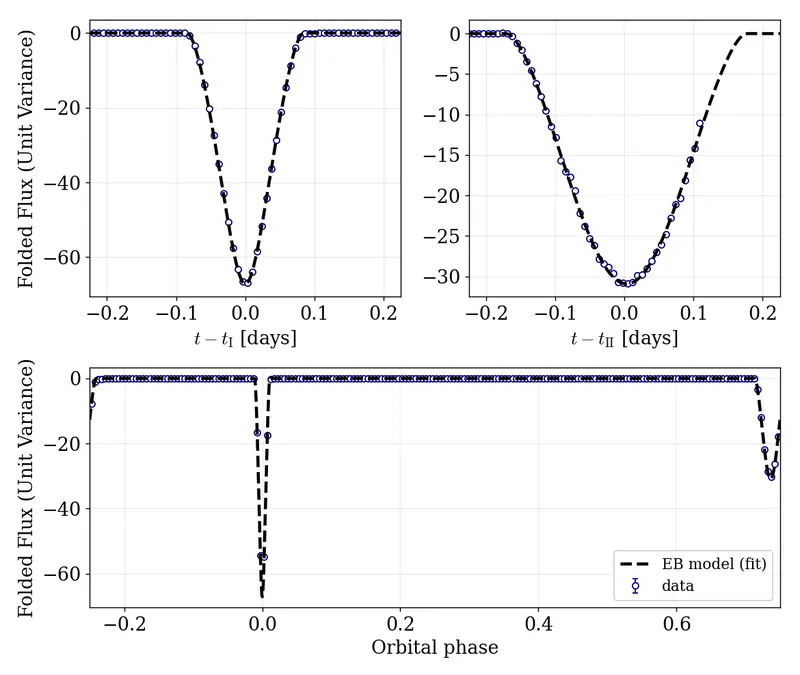 Folded Flux (Unit Variance)
0
−20
−40
−60
−0.2 −0.1 0.0 0.1 0.2
t − t_I [days]
0
−5
−10
−15
−20
−25
−30
−0.2 −0.1 0.0 0.1 0.2
t − t_II [days]
Folded Flux (Unit Variance)
0
−20
−40
−60
−0.2 0.0 0.2 0.4 0.6
Orbital phase
EB model (fit)
data